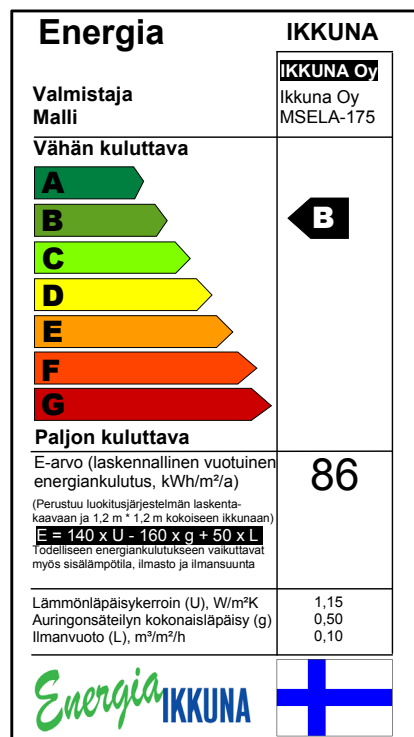 Energia IKKUNA
IKKUNA Oy
Valmistaja Ikkuna Oy
Malli MSELA-175
Vähän kuluttava
A
B B
C
D
E
F
G
Paljon kuluttava
E-arvo (laskennallinen vuotuinen 86
energiankulutus, kWh/m²/a)
(Perustuu luokitusjärjestelmän laskenta-
kaavaan ja 1,2 m * 1,2 m kokoiseen ikkunaan)
E = 140 x U - 160 x g + 50 x L
Todelliseen energiankulutukseen vaikuttavat
myös sisälämpötila, ilmasto ja ilmansuunta
Lämmönläpäisykerroin (U), W/m²K 1,15
Auringonsäteilyn kokonaisläpäisy (g) 0,50
Ilmanvuoto (L), m³/m²/h 0,10
Energia IKKUNA